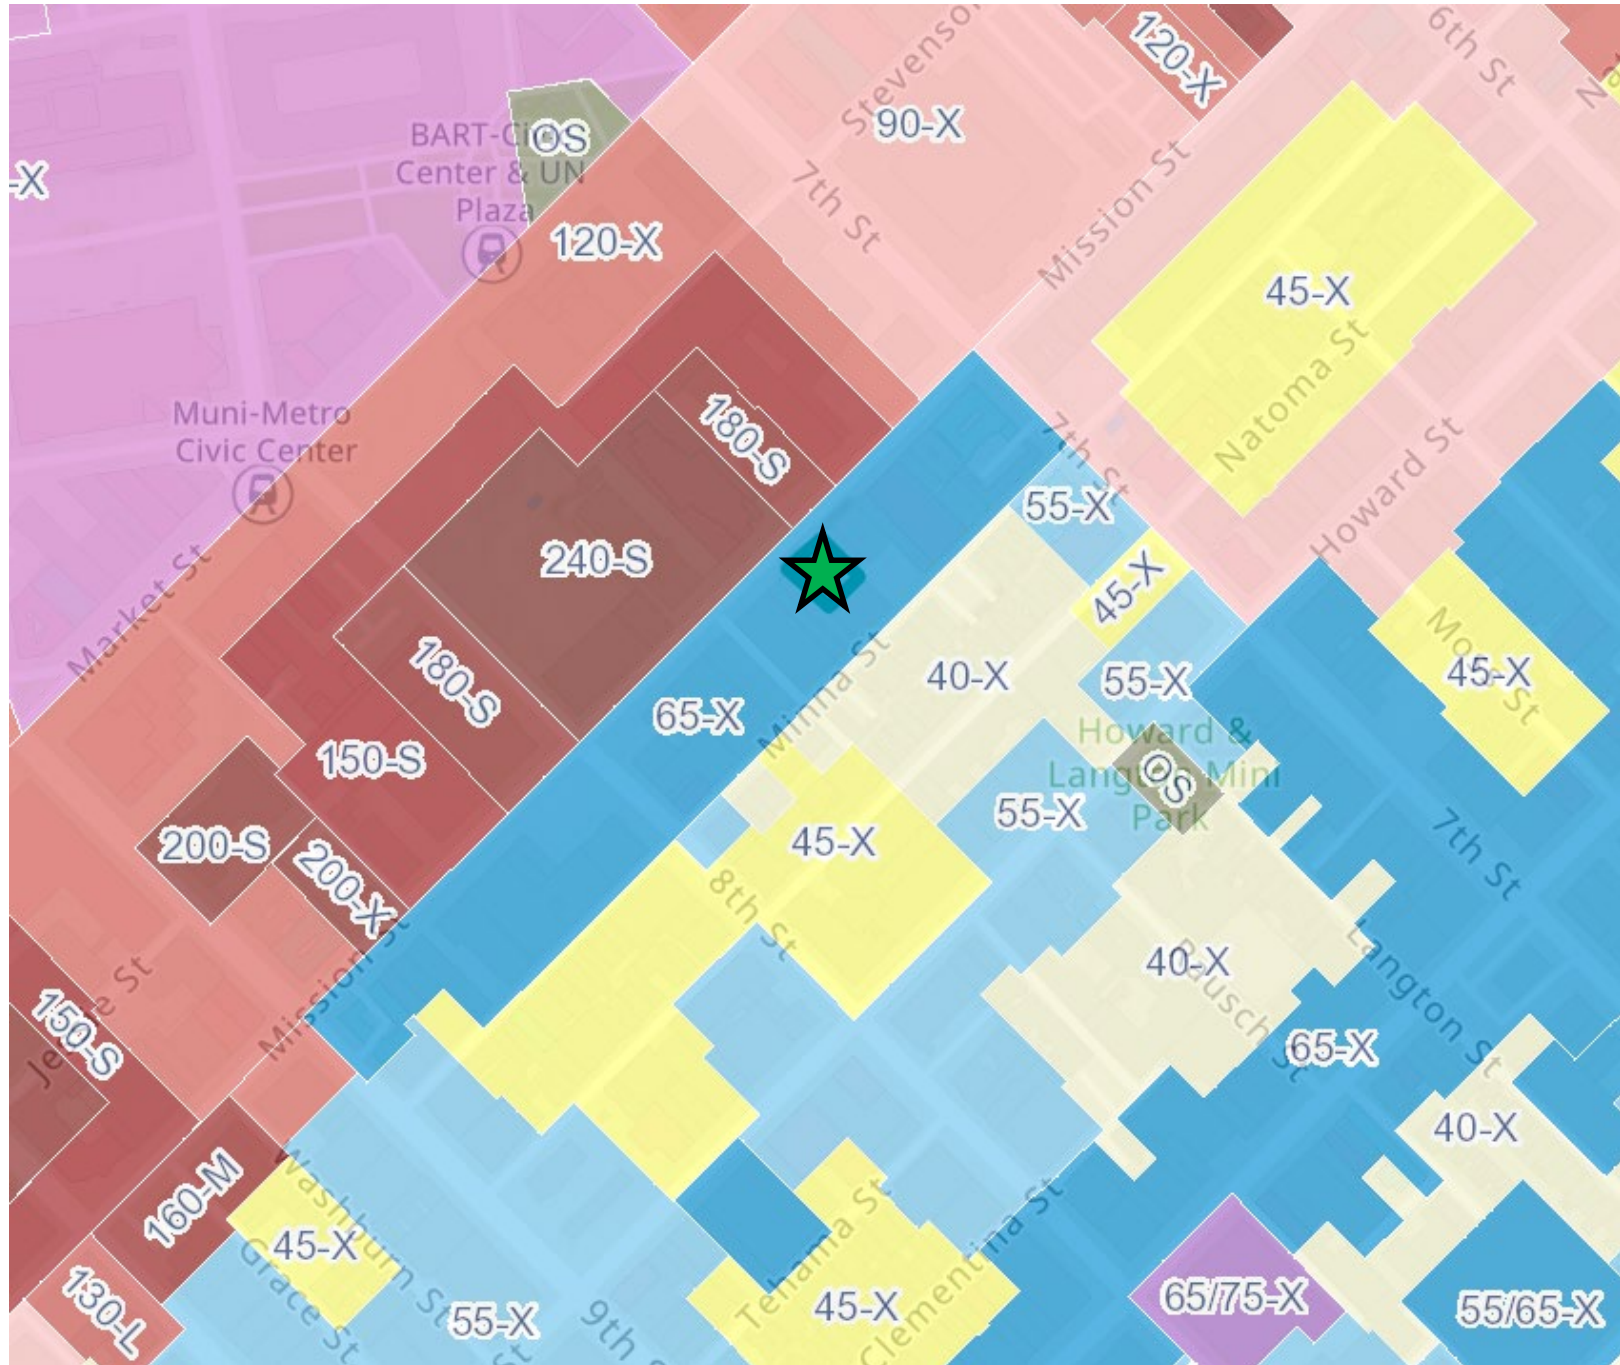 6th St
Stevenson
120-X
90-X
BART-Civic
Center & UN
Plaza
OS
-X
7th St
Mission St
120-X
45-X
Natoma St
Muni-Metro
Civic Center
180-S
7th St
Howard St
55-X
240-S
45-X
Market St
Minna St
40-X
Moss St
45-X
180-S
65-X
55-X
Howard &
Langton Mini
Park
OS
150-S
55-X
200-S
200-X
45-X
8th St
7th St
Mission St
40-X
Rausch St
Langton St
Jessie St
150-S
65-X
40-X
160-M
Washburn St
45-X
Grace St
Tehama St
Clementina St
130-L
55-X
9th
St
45-X
65/75-X
55/65-X